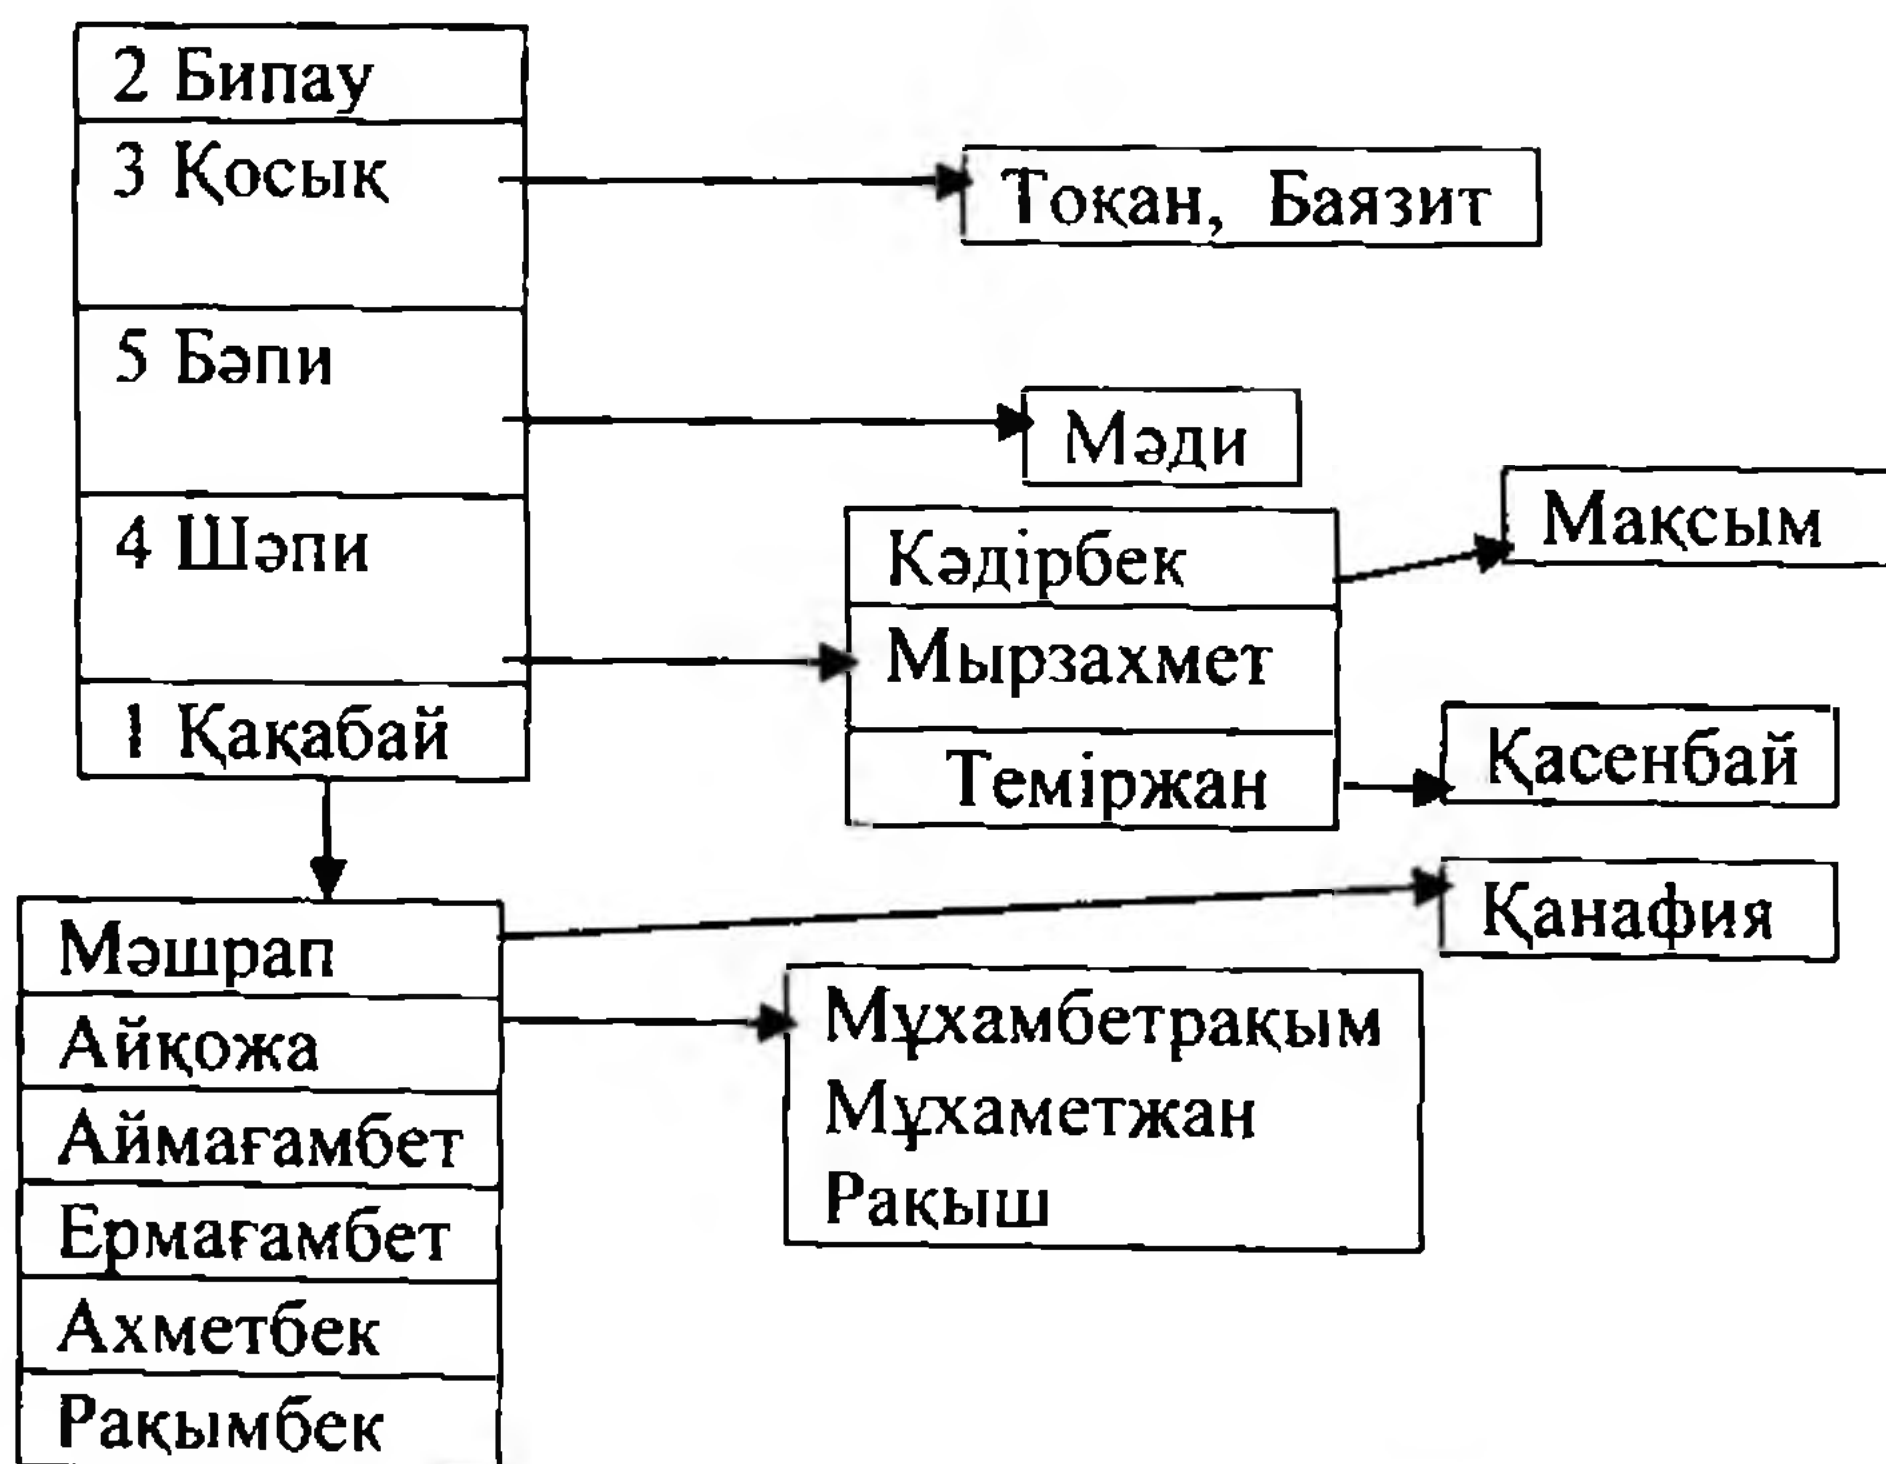 2 Бипау
3 Қосық
Тоқан, Баязит
5 Бәпи
Мәди
4 Шәпи
Кәдірбек
Мақсым
Мырзахмет
1 Қақабай
Теміржан
Қасенбай
Мәшрап
Қанафия
Айқожа
Мұхамбетрақым
Мұхаметжан
Рақыш
Аймағамбет
Ермағамбет
Ахметбек
Рақымбек